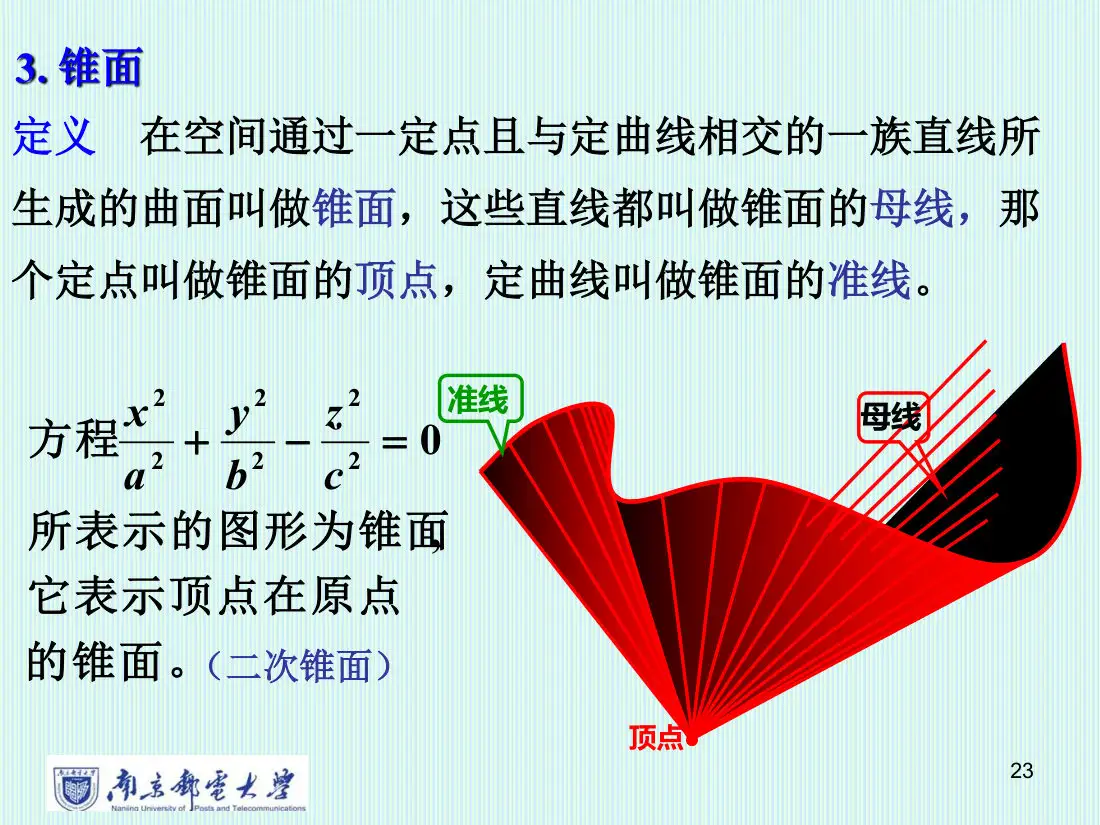 3. 锥面
定义 在空间通过一定点且与定曲线相交的一族直线所
生成的曲面叫做锥面，这些直线都叫做锥面的母线，那
个定点叫做锥面的顶点，定曲线叫做锥面的准线。
方程 x²/a² + y²/b² − z²/c² = 0
所表示的图形为锥面，
它表示顶点在原点
的锥面。（二次锥面）
准线
母线
顶点
南京郵電大學
Nanjing University of Posts and Telecommunications
23